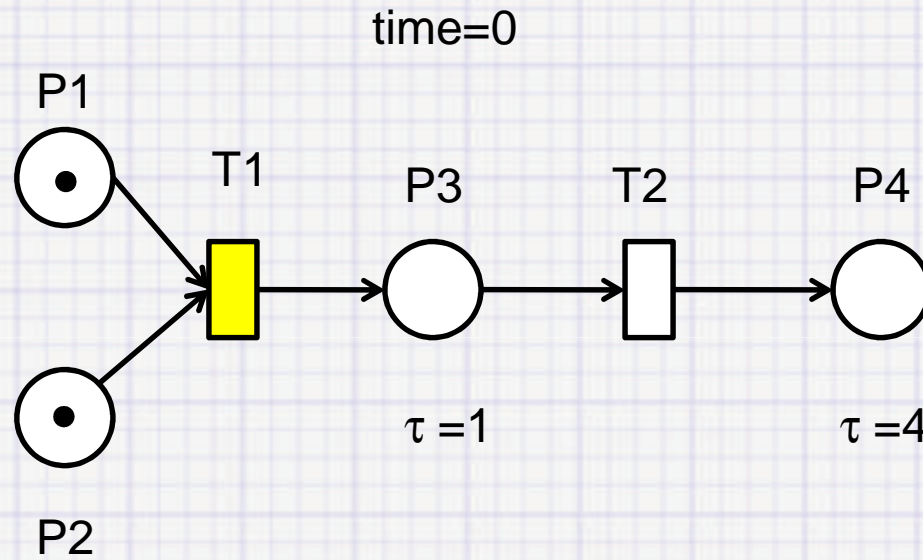 time=0
P1
T1
P3
T2
P4
τ =1
τ =4
P2